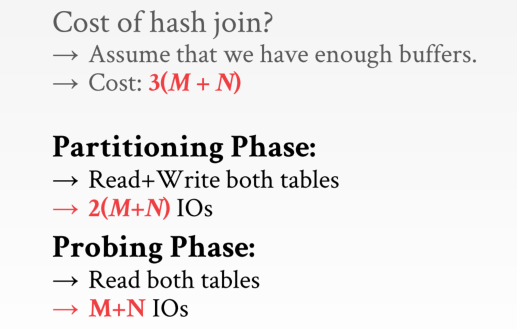 Cost of hash join?
→ Assume that we have enough buffers.
→ Cost: 3(M + N)
Partitioning Phase:
→ Read+Write both tables
→ 2(M+N) IOs
Probing Phase:
→ Read both tables
→ M+N IOs